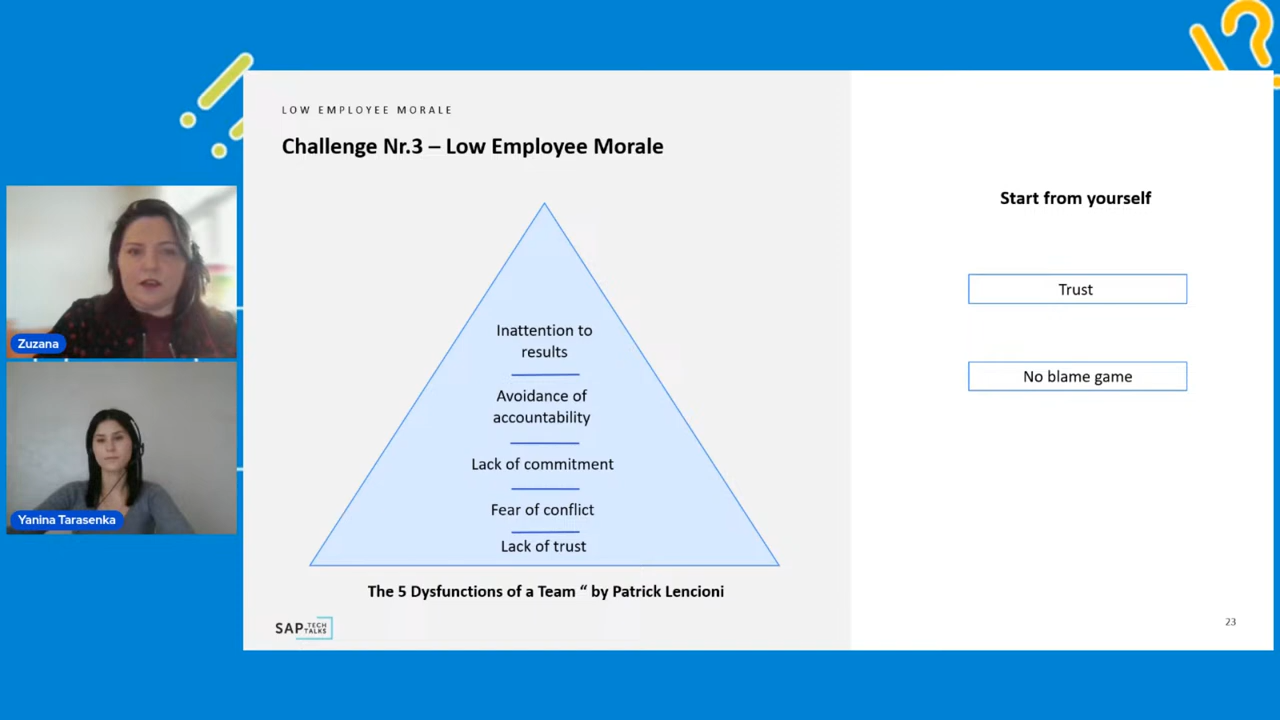 LOW EMPLOYEE MORALE
Challenge Nr.3 – Low Employee Morale
Inattention to
results
Avoidance of
accountability
Lack of commitment
Fear of conflict
Lack of trust
The 5 Dysfunctions of a Team “ by Patrick Lencioni
SAP TECH
TALKS
Start from yourself
Trust
No blame game
23
Zuzana
Yanina Tarasenka